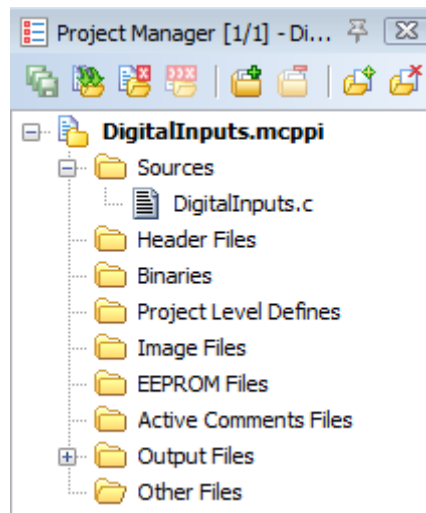 Project Manager [1/1] - Di...
DigitalInputs.mcppi
Sources
DigitalInputs.c
Header Files
Binaries
Project Level Defines
Image Files
EEPROM Files
Active Comments Files
Output Files
Other Files